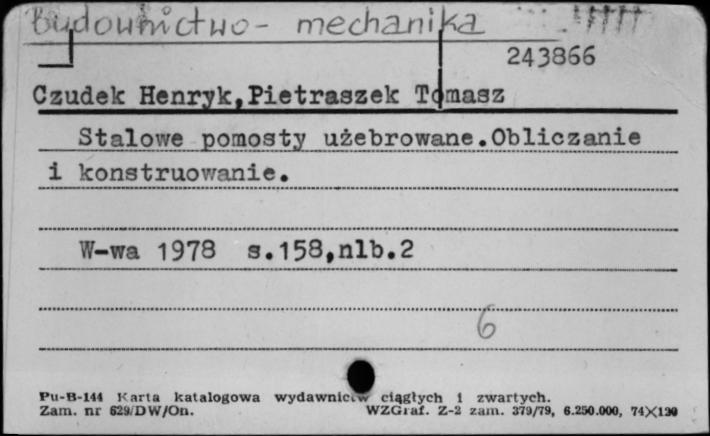 Budownictwo - mechanika
243866
Czudek Henryk,Pietraszek Tomasz
Stalowe pomosty użebrowane.Obliczanie
i konstruowanie.
W-wa 1978 s.158,nlb.2
6
Pu-B-144 Karta katalogowa wydawnictw ciągłych i zwartych.
Zam. nr 629/DW/On. WZGraf. Z-2 zam. 379/79, 6.250.000, 74X120